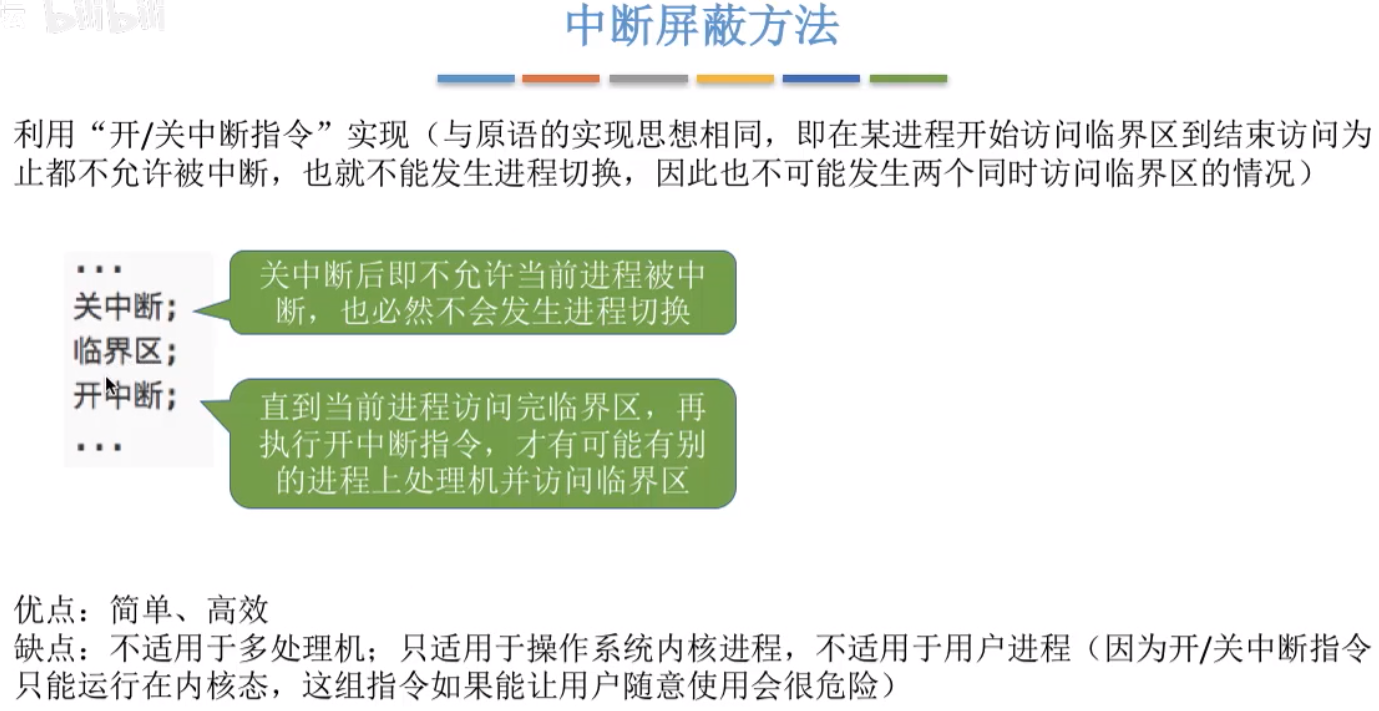 中断屏蔽方法
利用“开/关中断指令”实现（与原语的实现思想相同，即在某进程开始访问临界区到结束访问为
止都不允许被中断，也就不能发生进程切换，因此也不可能发生两个同时访问临界区的情况）
...
关中断;
临界区;
开中断;
...
关中断后即不允许当前进程被中
断，也必然不会发生进程切换
直到当前进程访问完临界区，再
执行开中断指令，才有可能有别
的进程上处理机并访问临界区
优点：简单、高效
缺点：不适用于多处理机；只适用于操作系统内核进程，不适用于用户进程（因为开/关中断指令
只能运行在内核态，这组指令如果能让用户随意使用会很危险）